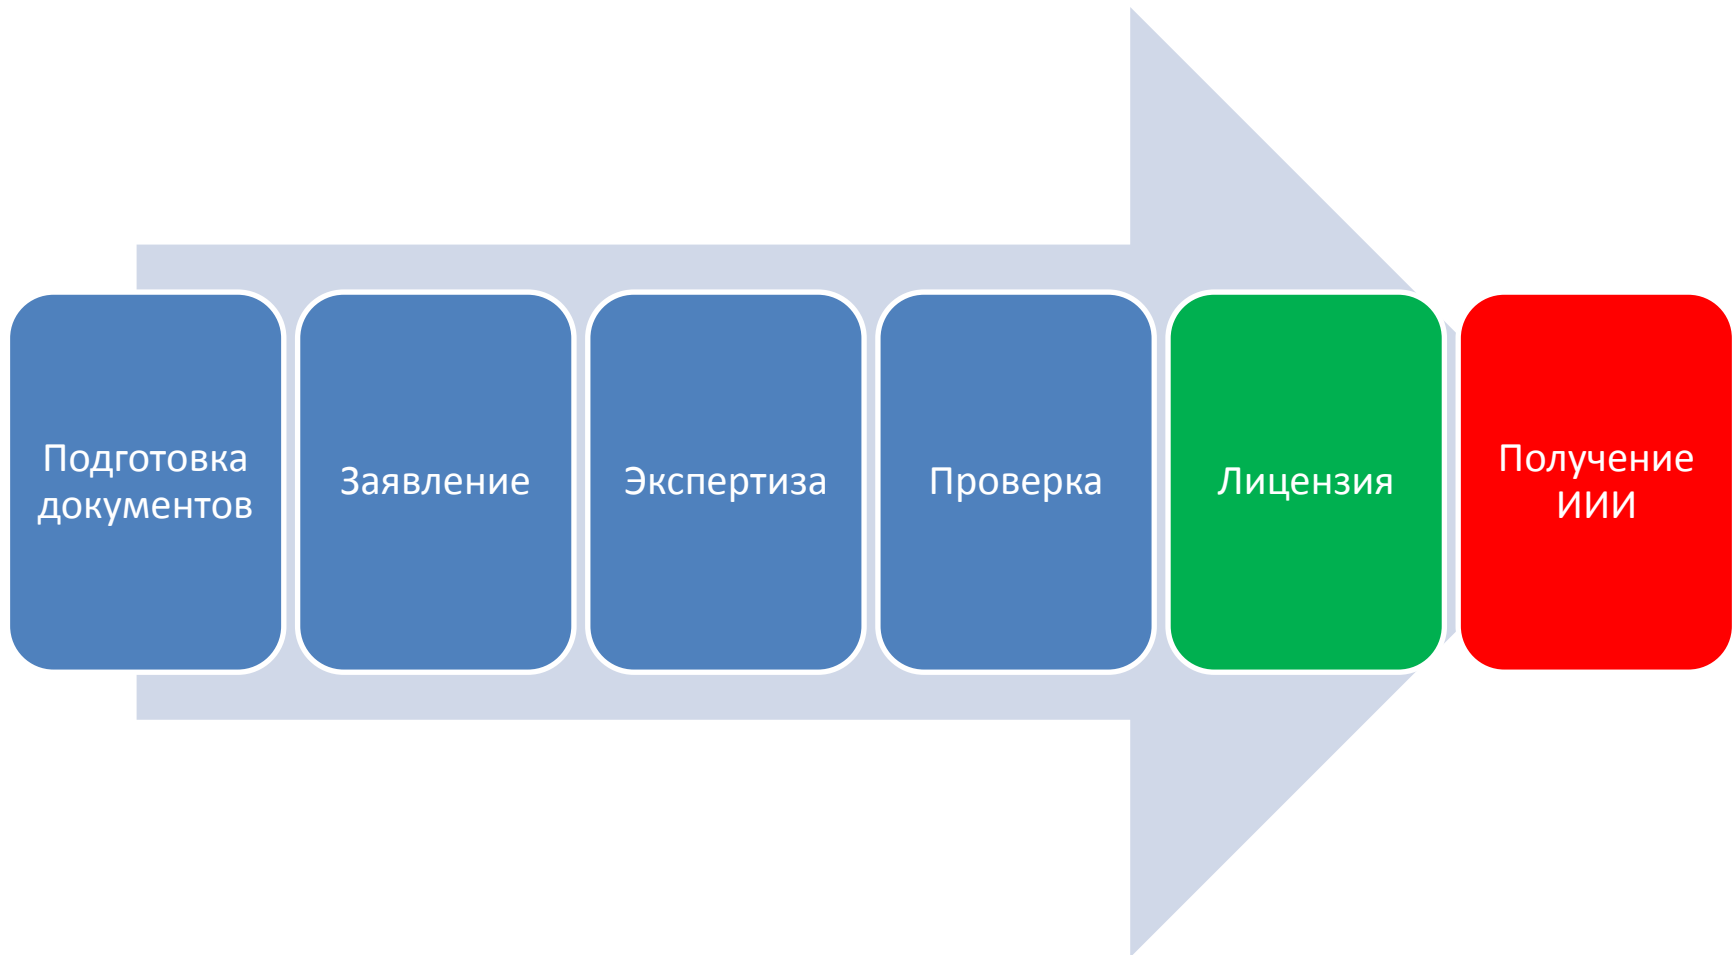 Подготовка
документов
Заявление
Экспертиза
Проверка
Лицензия
Получение
ИИИ